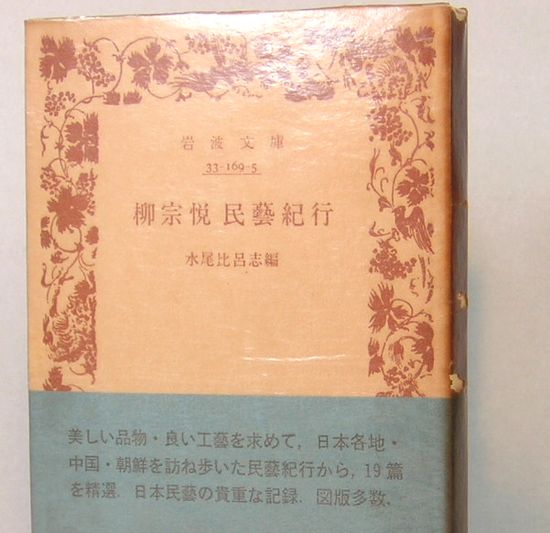 岩波文庫
33-169-5
柳宗悦 民藝紀行
水尾比呂志編
美しい品物・良い工藝を求めて，日本各地・
中国・朝鮮を訪ね歩いた民藝紀行から，19篇
を精選．日本民藝の貴重な記録．図版多数．